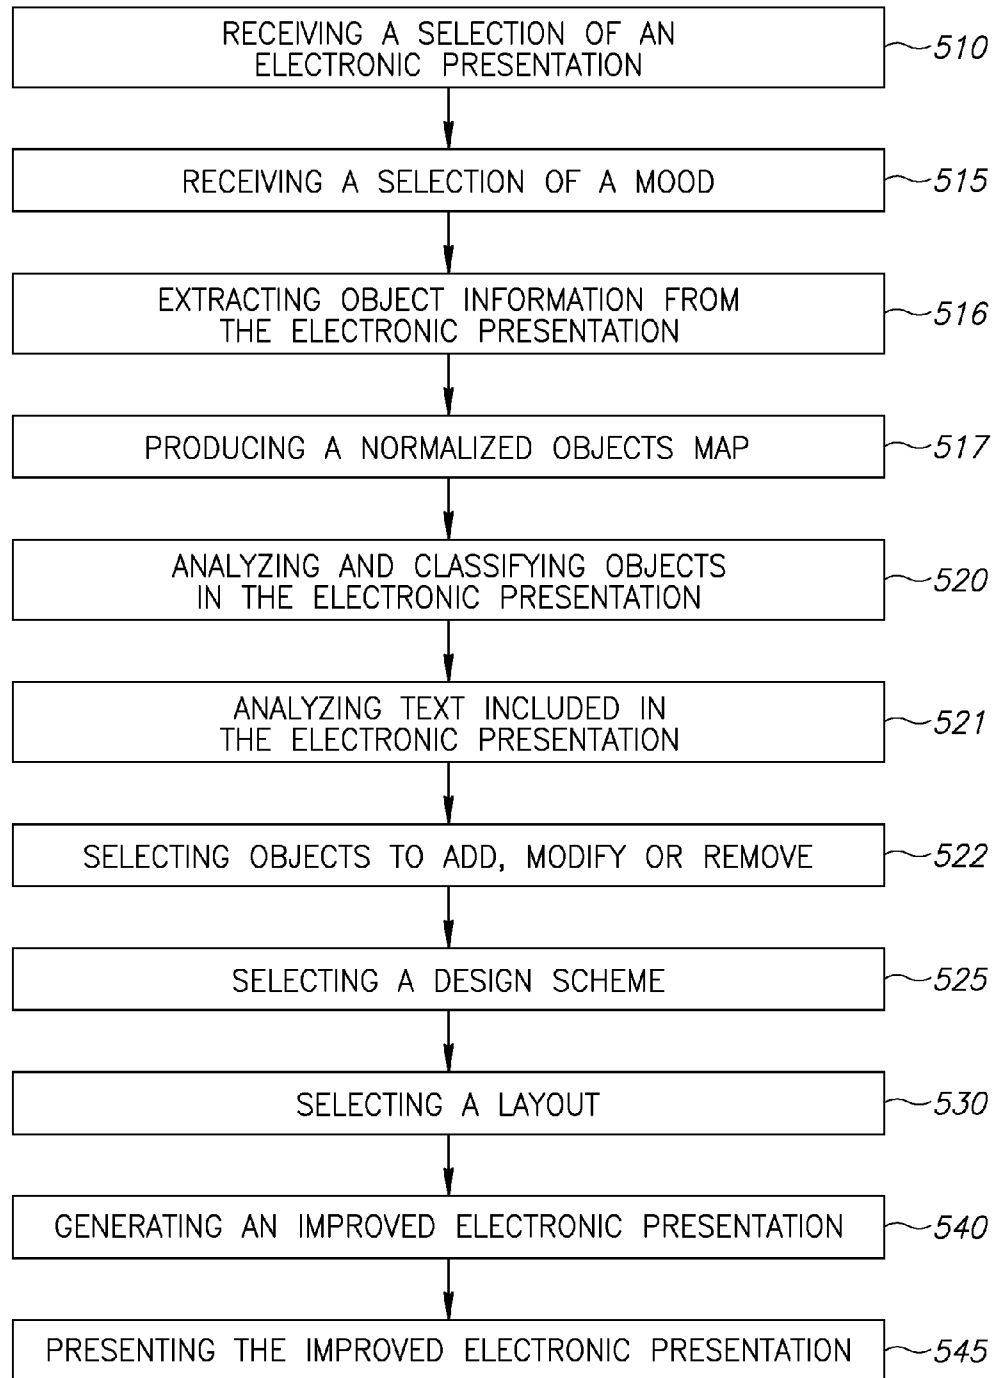 RECEIVING A SELECTION OF AN
ELECTRONIC PRESENTATION
510
RECEIVING A SELECTION OF A MOOD
515
EXTRACTING OBJECT INFORMATION FROM
THE ELECTRONIC PRESENTATION
516
PRODUCING A NORMALIZED OBJECTS MAP
517
ANALYZING AND CLASSIFYING OBJECTS
IN THE ELECTRONIC PRESENTATION
520
ANALYZING TEXT INCLUDED IN
THE ELECTRONIC PRESENTATION
521
SELECTING OBJECTS TO ADD, MODIFY OR REMOVE
522
SELECTING A DESIGN SCHEME
525
SELECTING A LAYOUT
530
GENERATING AN IMPROVED ELECTRONIC PRESENTATION
540
PRESENTING THE IMPROVED ELECTRONIC PRESENTATION
545